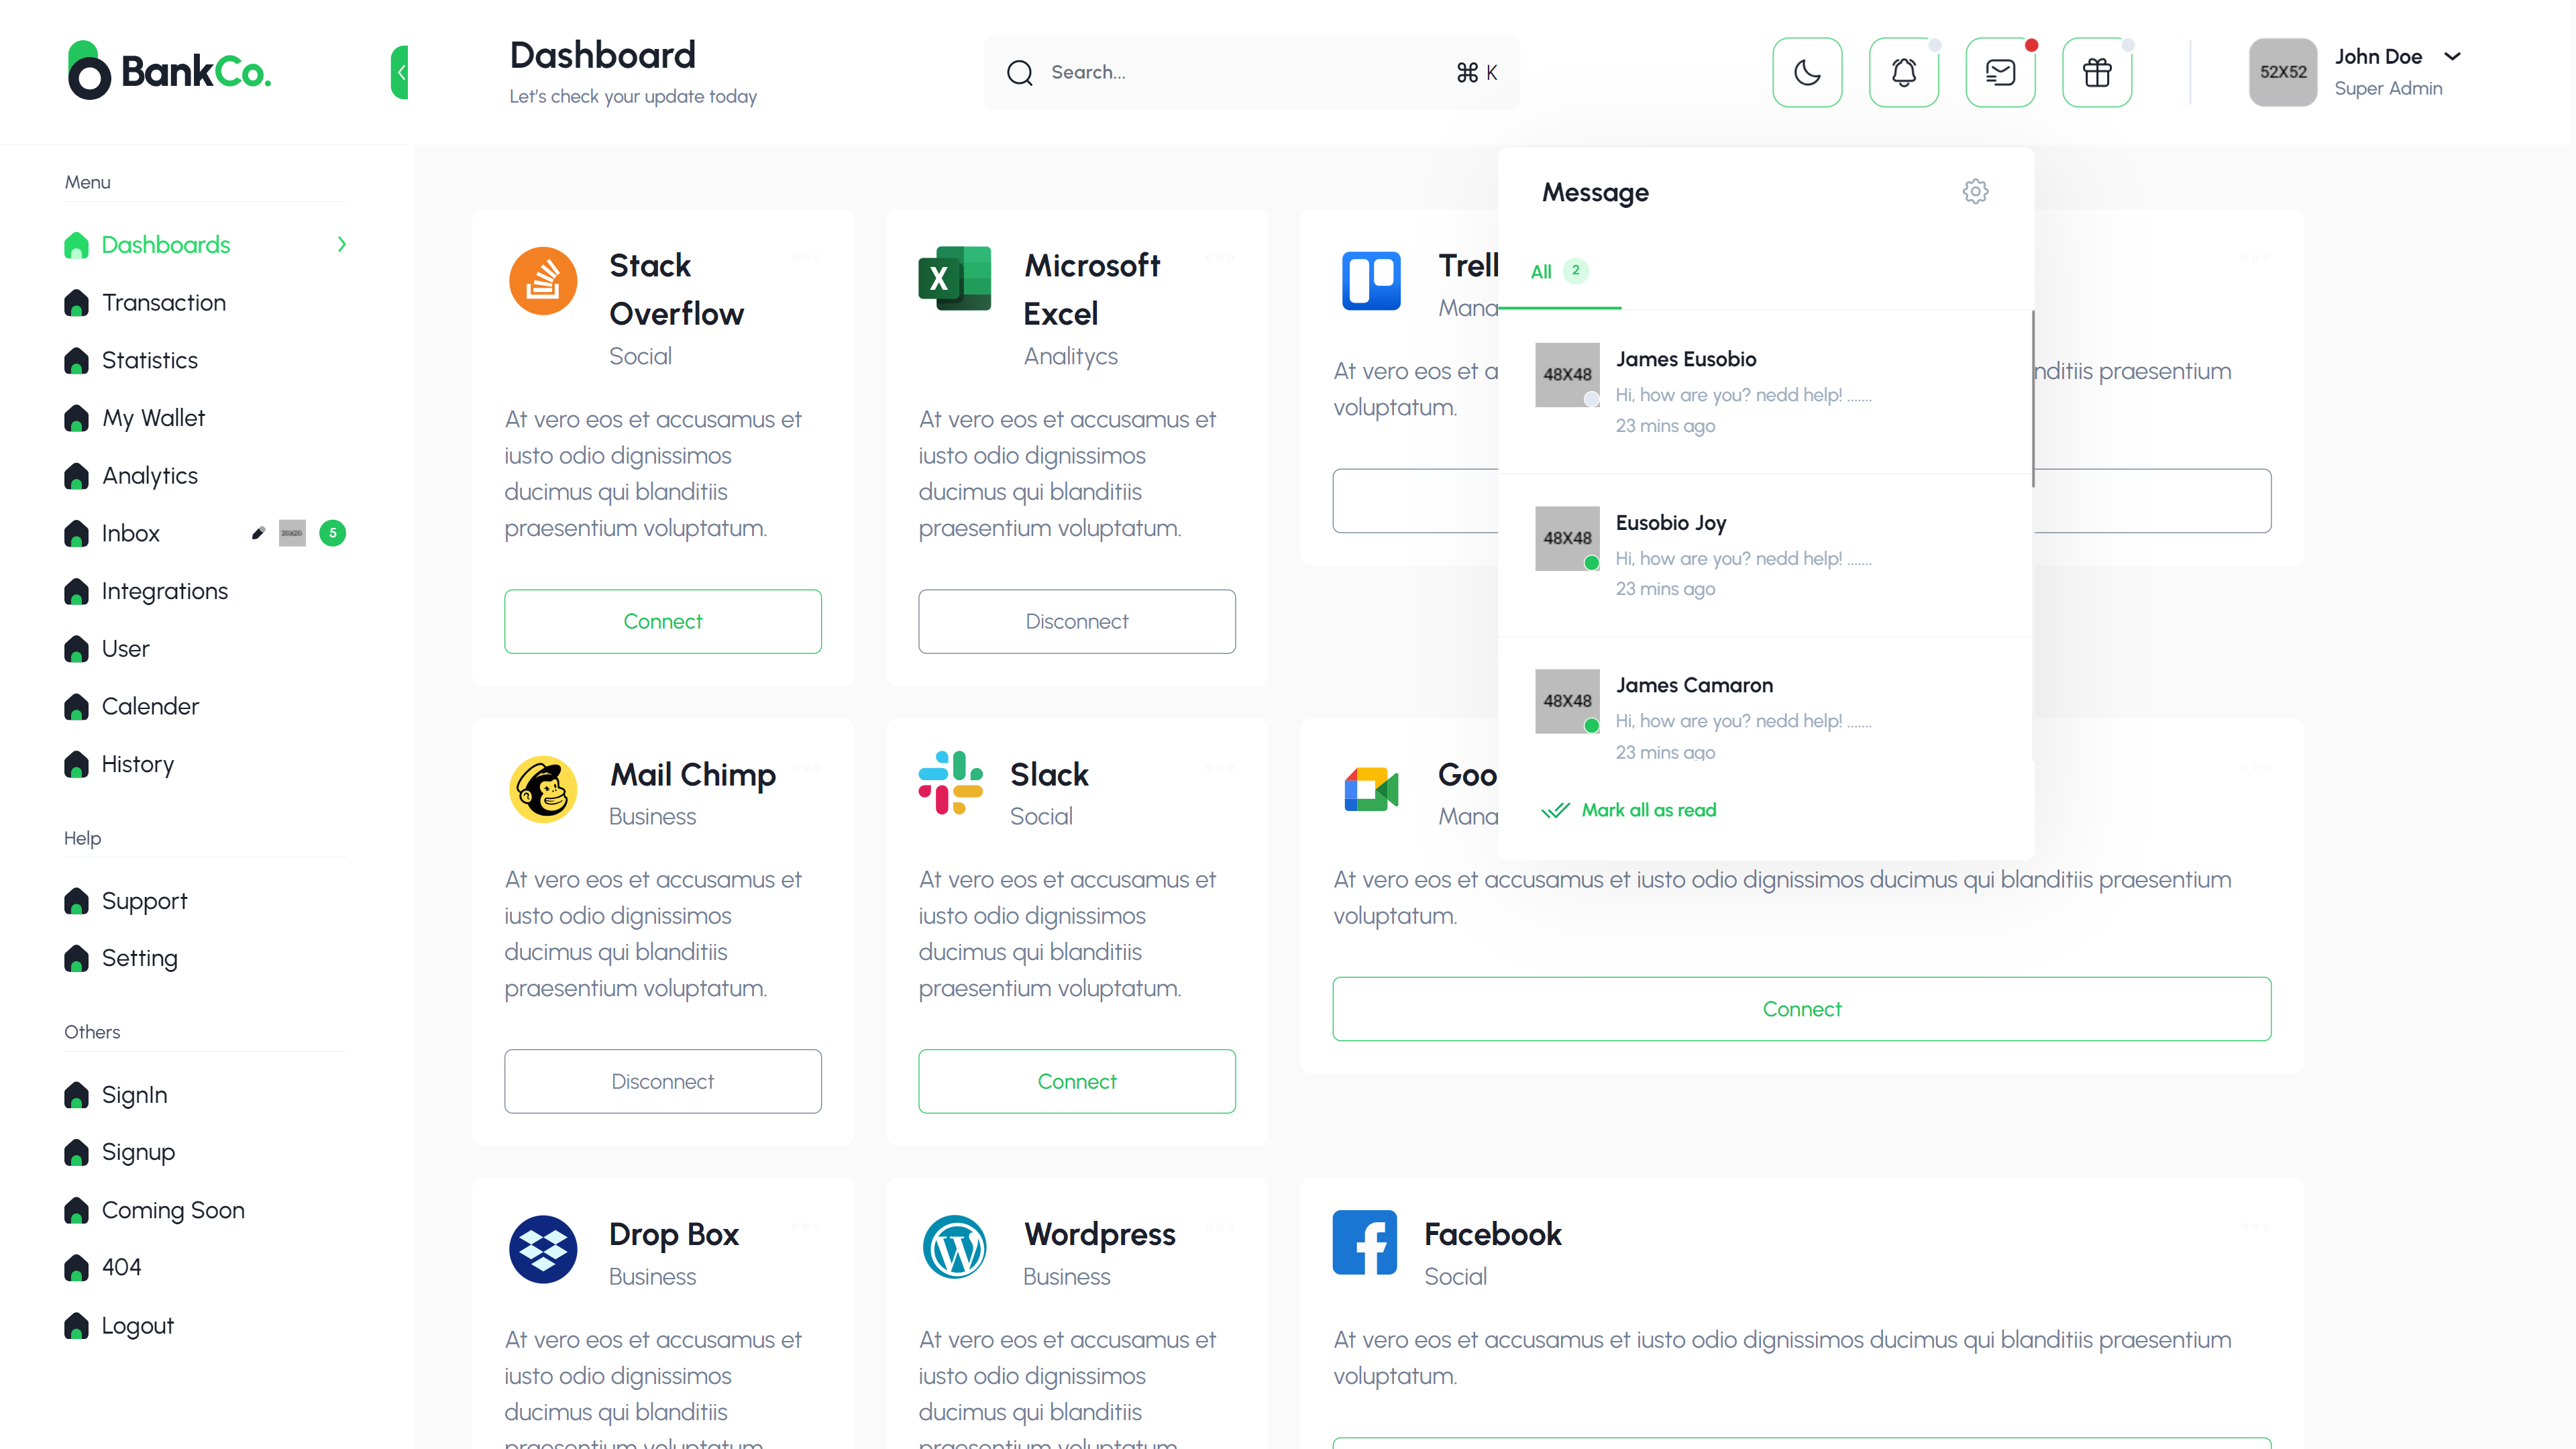 BankCo.
Dashboard
Let's check your update today
Search...
⌘ K
52X52
John Doe
Super Admin
Menu
Dashboards
Transaction
Statistics
My Wallet
Analytics
Inbox
5
Integrations
User
Calender
History
Help
Support
Setting
Others
SignIn
Signup
Coming Soon
404
Logout
Stack
Overflow
Social
At vero eos et accusamus et
iusto odio dignissimos
ducimus qui blanditiis
praesentium voluptatum.
Connect
Microsoft
Excel
Analitycs
At vero eos et accusamus et
iusto odio dignissimos
ducimus qui blanditiis
praesentium voluptatum.
Disconnect
Trell
Mana
At vero eos et a
nditiis praesentium
voluptatum.
Message
All 2
48X48
James Eusobio
Hi, how are you? nedd help! .......
23 mins ago
48X48
Eusobio Joy
Hi, how are you? nedd help! .......
23 mins ago
48X48
James Camaron
Hi, how are you? nedd help! .......
23 mins ago
Mark all as read
Mail Chimp
Business
At vero eos et accusamus et
iusto odio dignissimos
ducimus qui blanditiis
praesentium voluptatum.
Disconnect
Slack
Social
At vero eos et accusamus et
iusto odio dignissimos
ducimus qui blanditiis
praesentium voluptatum.
Connect
Goo
Mana
At vero eos et accusamus et iusto odio dignissimos ducimus qui blanditiis praesentium
voluptatum.
Connect
Drop Box
Business
At vero eos et accusamus et
iusto odio dignissimos
ducimus qui blanditiis
praesentium voluptatum.
Wordpress
Business
At vero eos et accusamus et
iusto odio dignissimos
ducimus qui blanditiis
praesentium voluptatum.
Facebook
Social
At vero eos et accusamus et iusto odio dignissimos ducimus qui blanditiis praesentium
voluptatum.